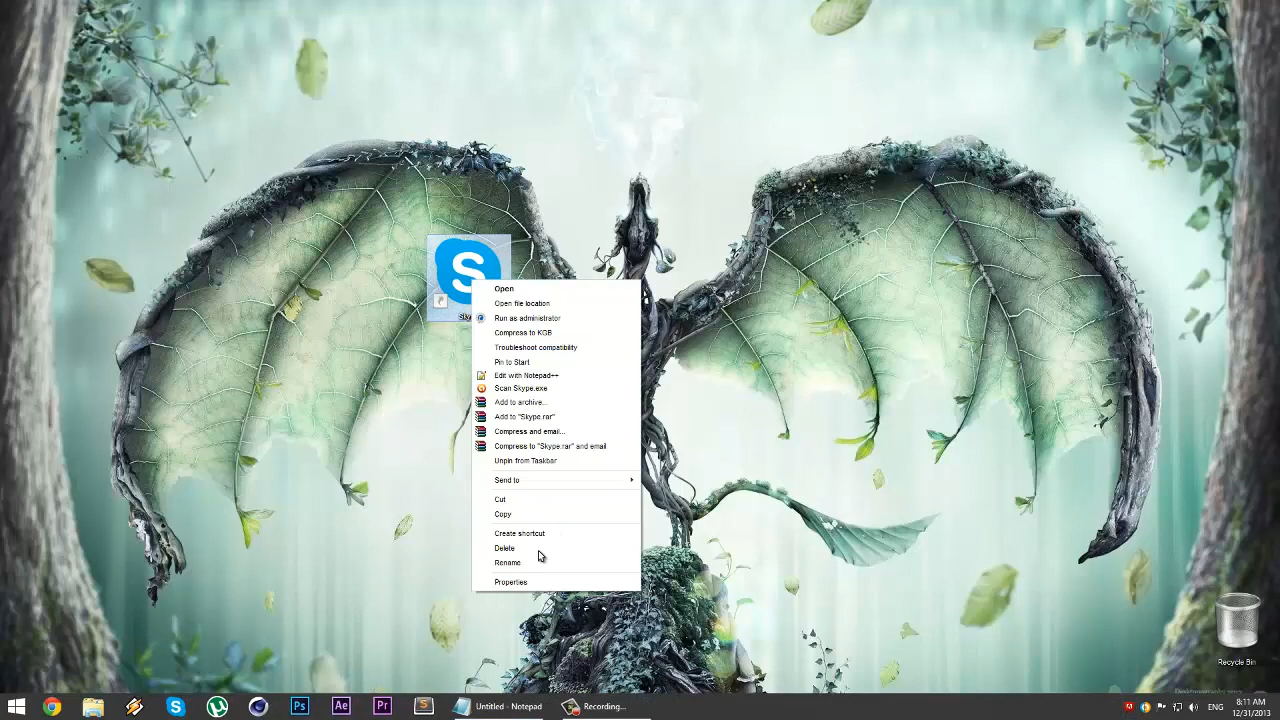 Open
Open file location
Run as administrator
Compress to KGB
Troubleshoot compatibility
Pin to Start
Edit with Notepad++
Scan Skype.exe
Add to archive...
Add to "Skype.rar"
Compress and email...
Compress to "Skype.rar" and email
Unpin from Taskbar
Send to
Cut
Copy
Create shortcut
Delete
Rename
Properties
Recycle Bin
Ps
Ae
Pr
Untitled - Notepad
Recording...
ENG
8:11 AM
12/31/2013